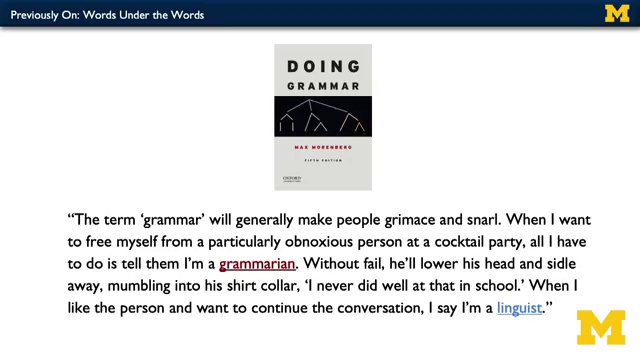 Previously On: Words Under the Words
M
DOING
GRAMMAR
MAX MORENBERG
FIFTH EDITION
OXFORD
“The term ‘grammar’ will generally make people grimace and snarl. When I want
to free myself from a particularly obnoxious person at a cocktail party, all I have
to do is tell them I’m a grammarian. Without fail, he’ll lower his head and sidle
away, mumbling into his shirt collar, ‘I never did well at that in school.’ When I
like the person and want to continue the conversation, I say I’m a linguist.”
M